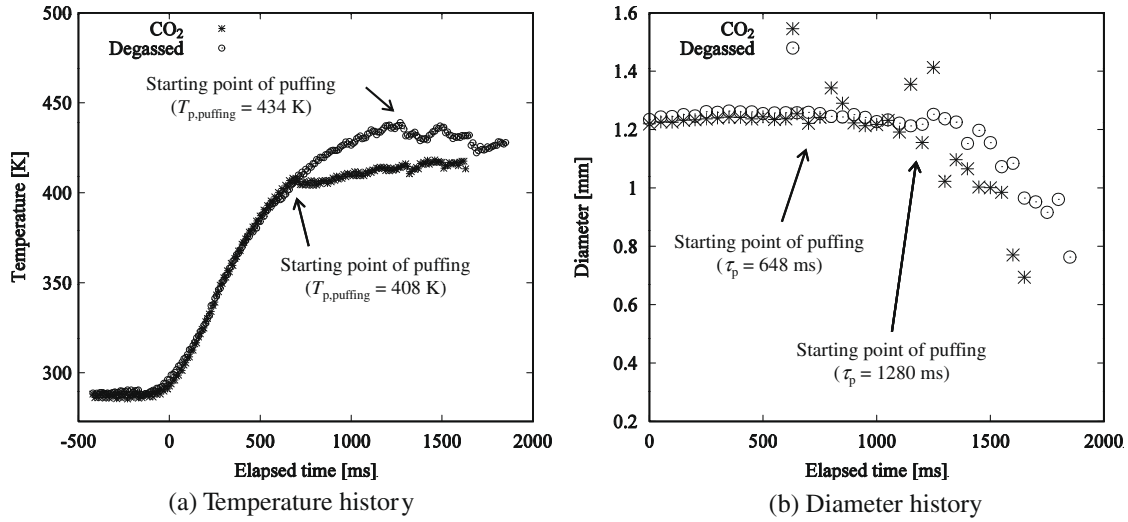 450
400
350
300
-500
0
500
1000
1500
2000
Temperature [K]
Elapsed time [ms]
CO2
Degassed
Starting point of puffing
(Tp,puffing = 434 K)
Starting point of puffing
(Tp,puffing = 408 K)
(a) Temperature history
1.6
1.4
1.2
1
0.8
0.6
0.4
0.2
0
500
1000
1500
2000
Diameter [mm]
Elapsed time [ms]
CO2
Degassed
Starting point of puffing
(τp = 648 ms)
Starting point of puffing
(τp = 1280 ms)
(b) Diameter history